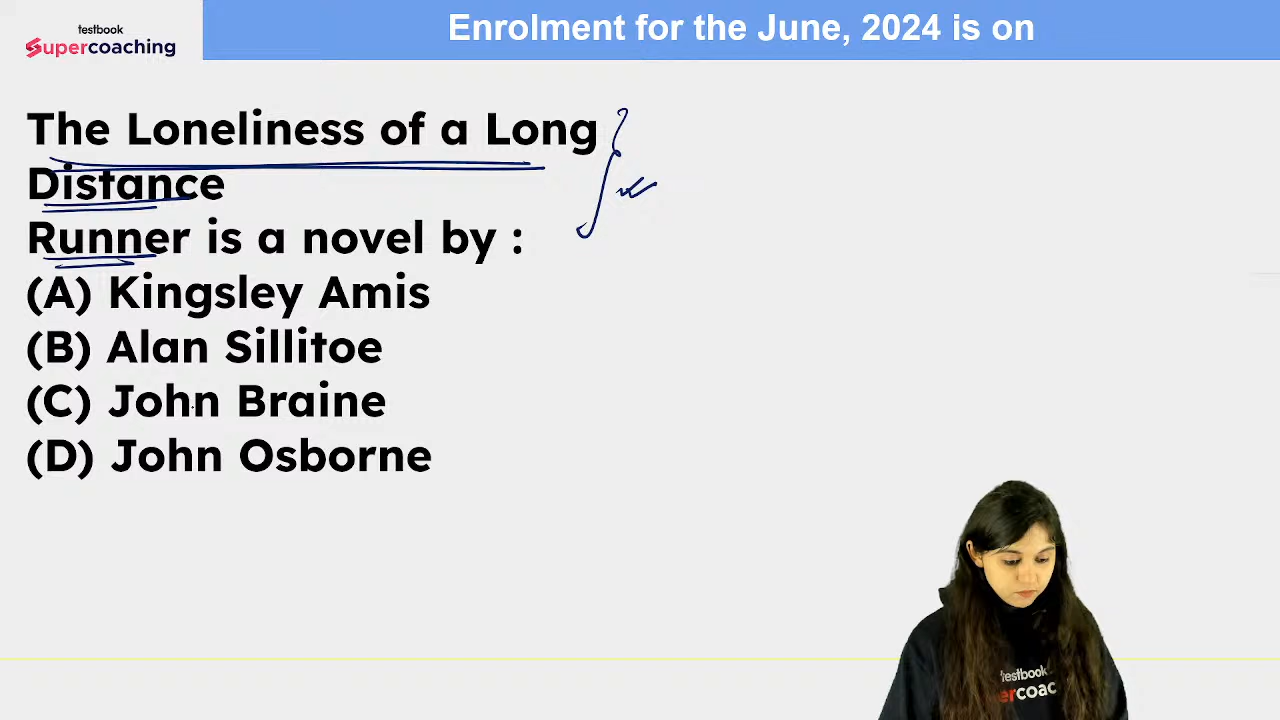 testbook
Supercoaching
Enrolment for the June, 2024 is on
The Loneliness of a Long
Distance
Runner is a novel by :
(A) Kingsley Amis
(B) Alan Sillitoe
(C) John Braine
(D) John Osborne
testbook
ercoac